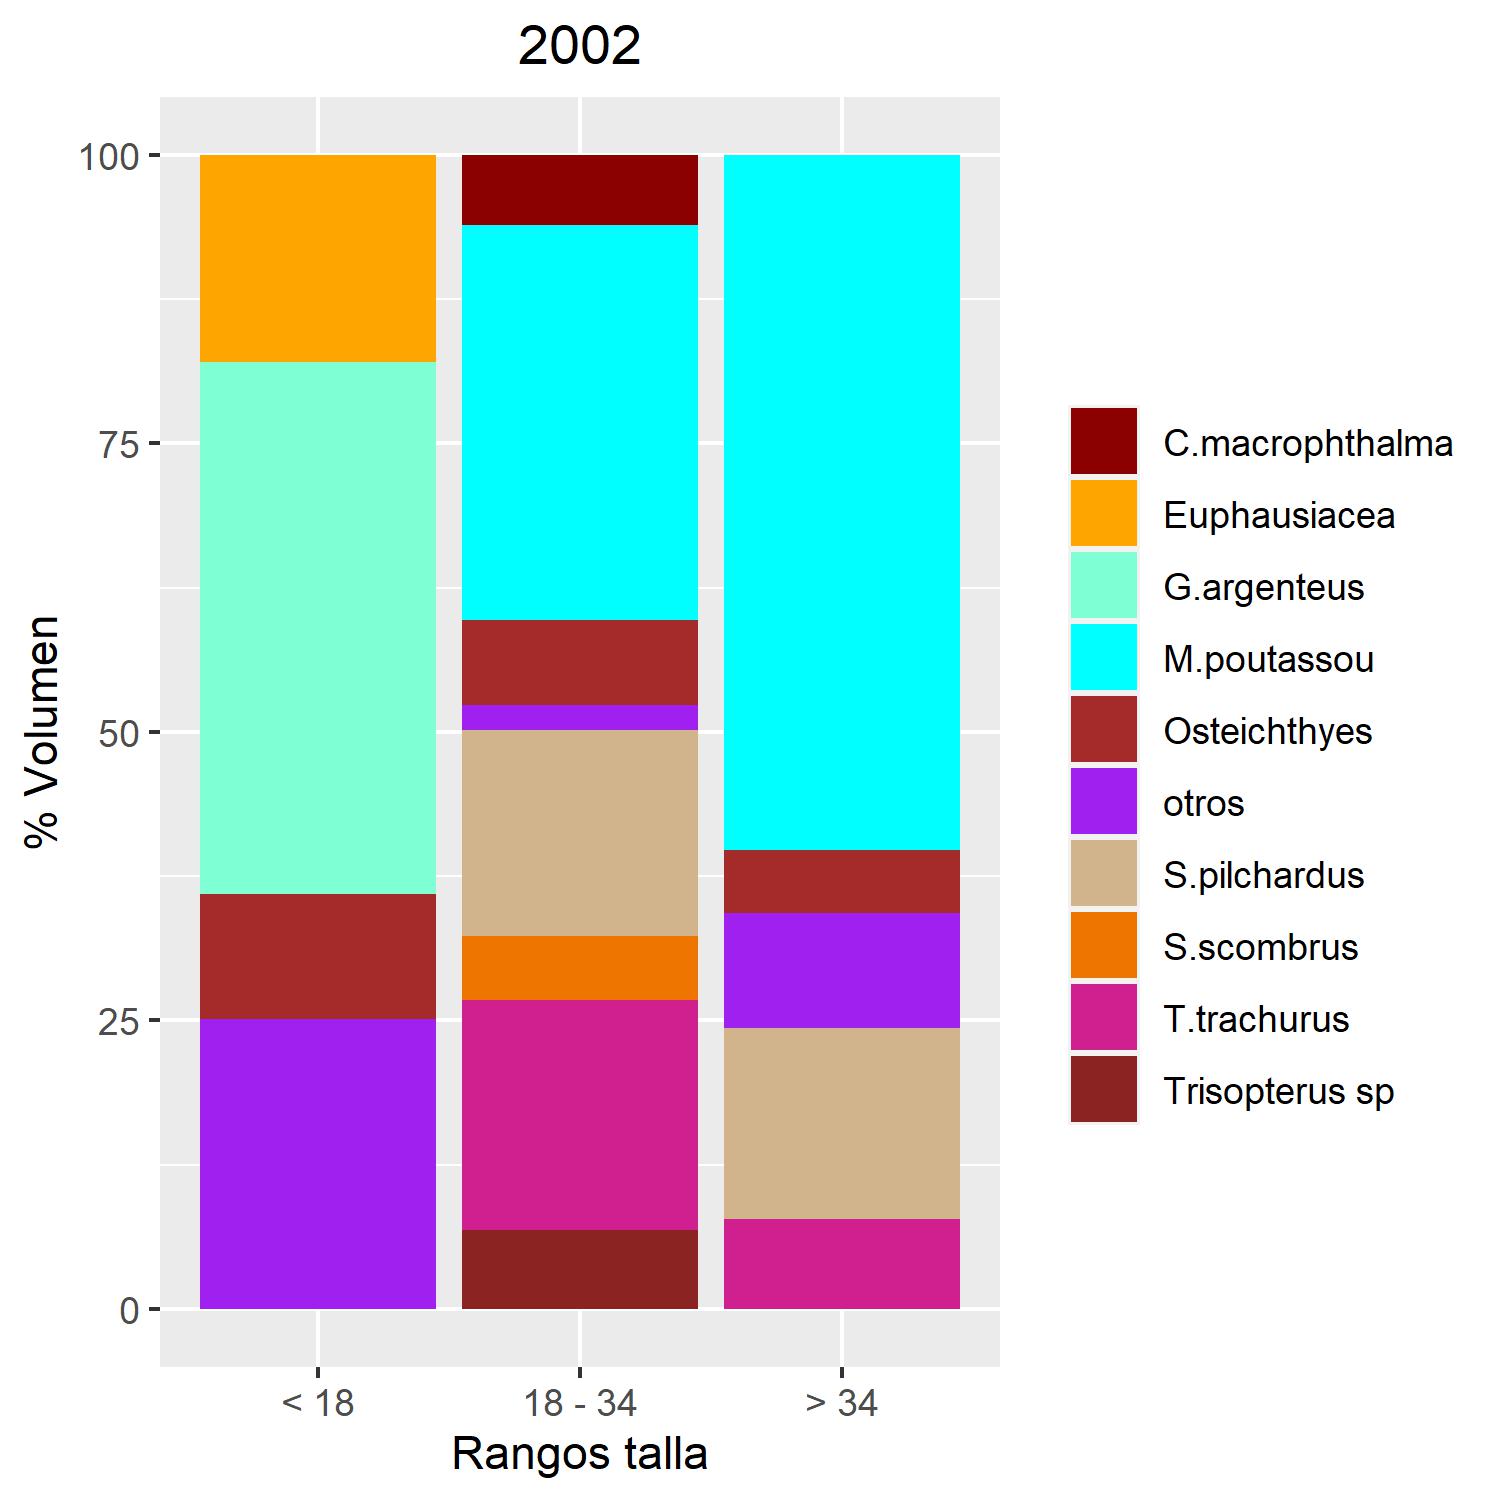 2002
% Volumen
100
75
50
25
0
< 18
18 - 34
> 34
Rangos talla
C.macrophthalma
Euphausiacea
G.argenteus
M.poutassou
Osteichthyes
otros
S.pilchardus
S.scombrus
T.trachurus
Trisopterus sp